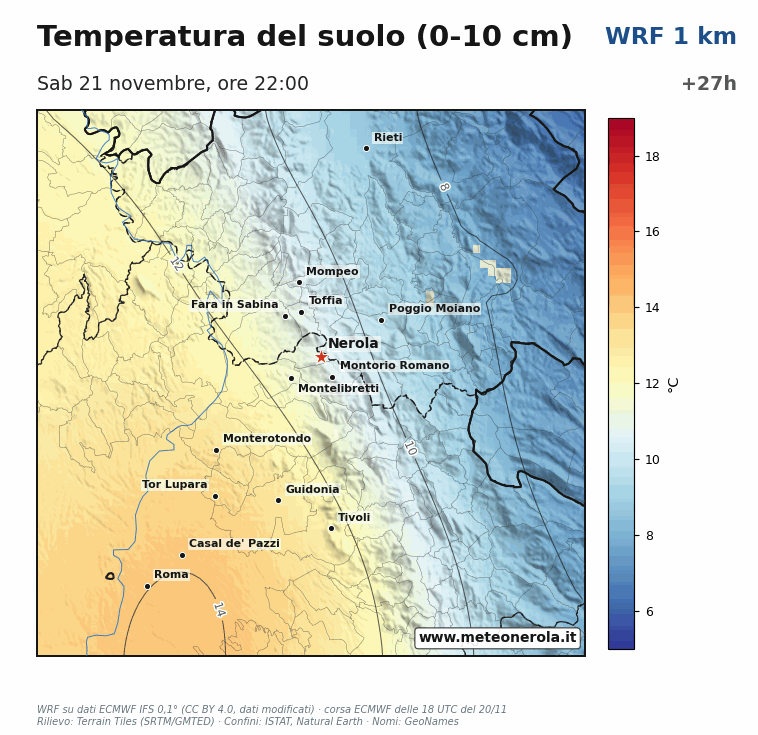 Temperatura del suolo (0-10 cm) WRF 1 km
Sab 21 novembre, ore 22:00 +27h
Rieti
18
8
16
12
Mompeo
Toffia
Fara in Sabina
Poggio Moiano
14
Nerola
Montorio Romano
Montelibretti
12
°C
Monterotondo
10
10
Tor Lupara
Guidonia
Tivoli
8
Casal de' Pazzi
Roma
14
6
www.meteonerola.it
WRF su dati ECMWF IFS 0,1° (CC BY 4.0, dati modificati) · corsa ECMWF delle 18 UTC del 20/11
Rilievo: Terrain Tiles (SRTM/GMTED) · Confini: ISTAT, Natural Earth · Nomi: GeoNames